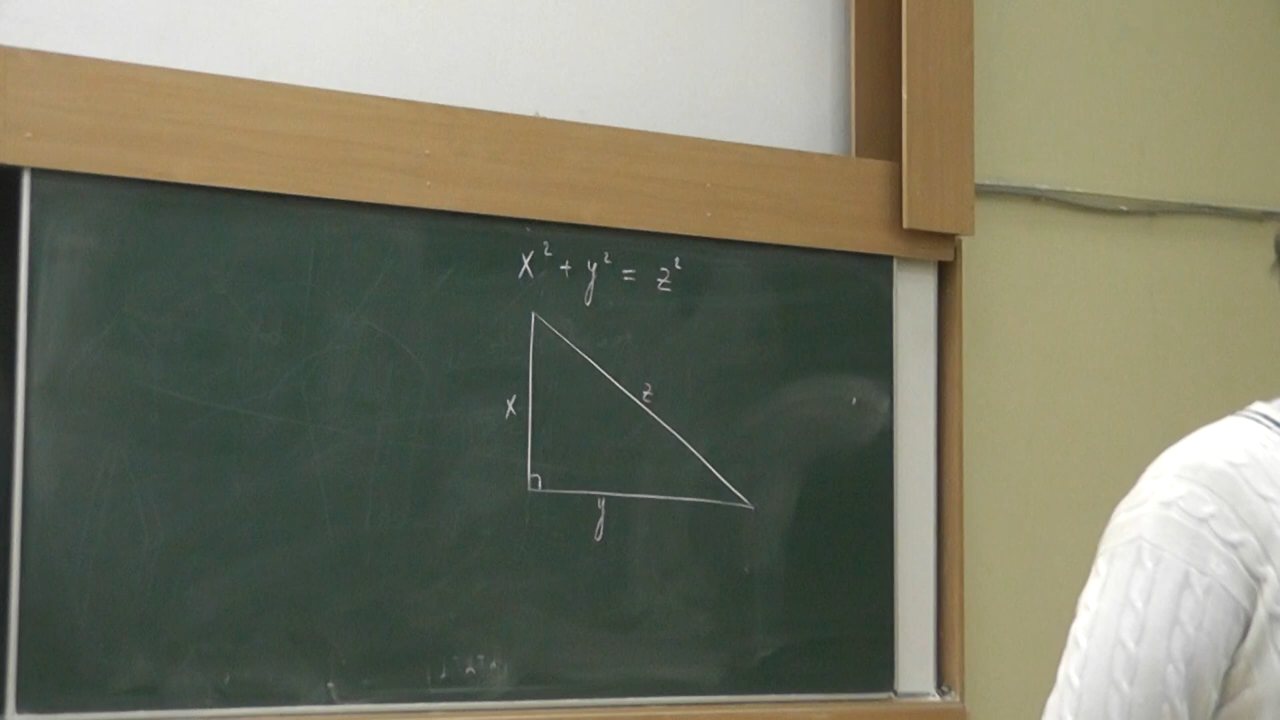 x² + y² = z²
z
x
y